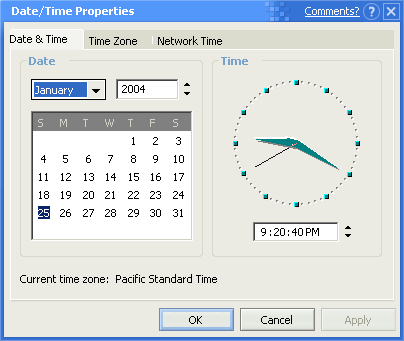 Date/Time Properties Comments? ?
Date & Time Time Zone Network Time
Date Time
January 2004
S M T W T F S
1 2 3
4 5 6 7 8 9 10
11 12 13 14 15 16 17
18 19 20 21 22 23 24
25 26 27 28 29 30 31
9:20:40 PM
Current time zone: Pacific Standard Time
OK Cancel Apply